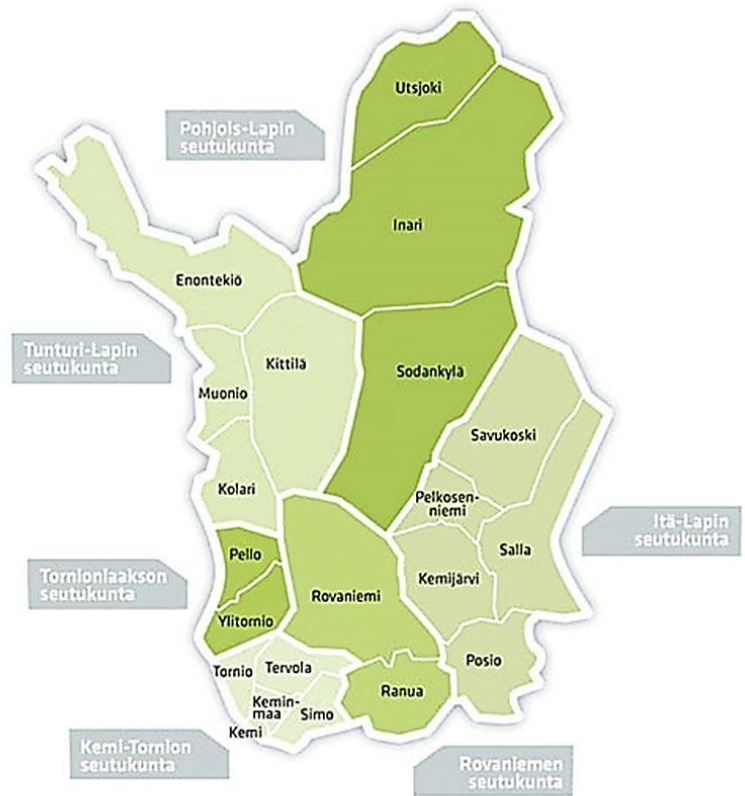 Utsjoki
Pohjois-Lapin
seutukunta
Inari
Enontekiö
Tunturi-Lapin
seutukunta
Kittilä
Sodankylä
Muonio
Savukoski
Kolari
Pelkosen-
niemi
Itä-Lapin
seutukunta
Salla
Pello
Kemijärvi
Tornionlaakson
seutukunta
Rovaniemi
Ylitornio
Posio
Tornio
Tervola
Ranua
Kemin-
maa
Simo
Kemi
Kemi-Tornion
seutukunta
Rovaniemen
seutukunta